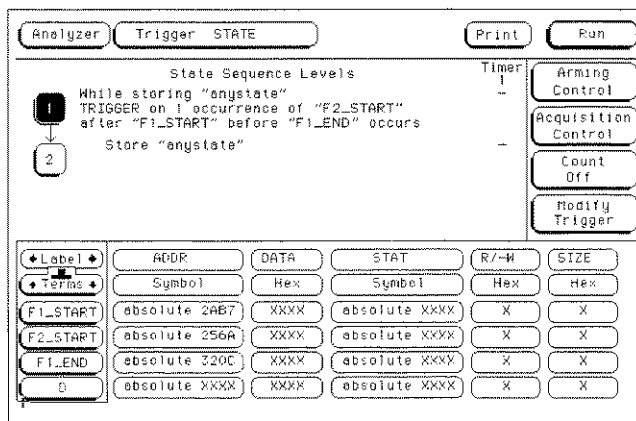 Analyzer Trigger STATE Print Run
State Sequence Levels Timer
1
While storing "anystate" -
1 TRIGGER on 1 occurrence of "F2_START"
after "F1_START" before "F1_END" occurs
2 Store "anystate" -
Arming Control
Acquisition Control
Count Off
Modify Trigger
Label ADDR DATA STAT R/~W SIZE
Terms Symbol Hex Symbol Hex Hex
F1_START absolute 2AB7 XXXX absolute XXXX X X
F2_START absolute 256A XXXX absolute XXXX X X
F1_END absolute 320C XXXX absolute XXXX X X
D absolute XXXX XXXX absolute XXXX X X